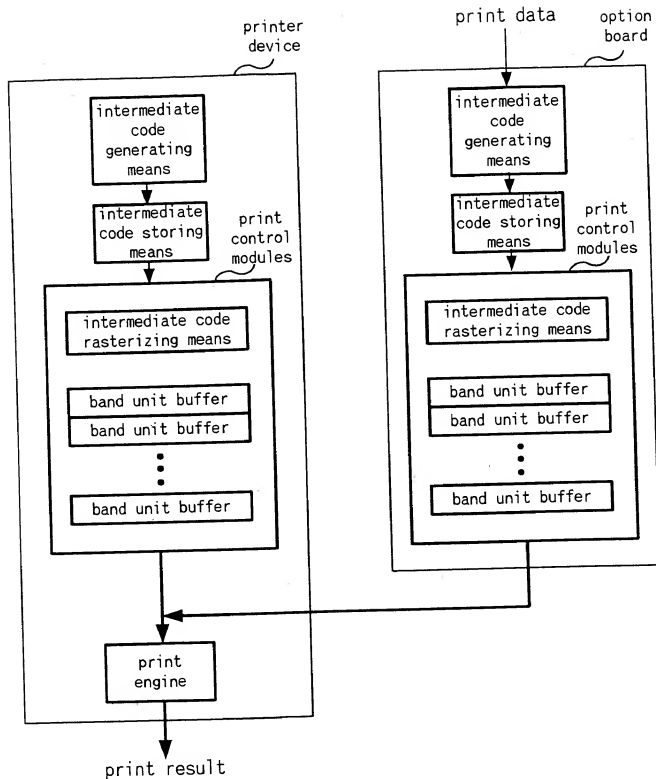 printer
device
intermediate
code
generating
means
intermediate
code storing
means
print
control
modules
intermediate code
rasterizing means
band unit buffer
band unit buffer
band unit buffer
print
engine
print result
print data
option
board
intermediate
code
generating
means
intermediate
code storing
means
print
control
modules
intermediate code
rasterizing means
band unit buffer
band unit buffer
band unit buffer